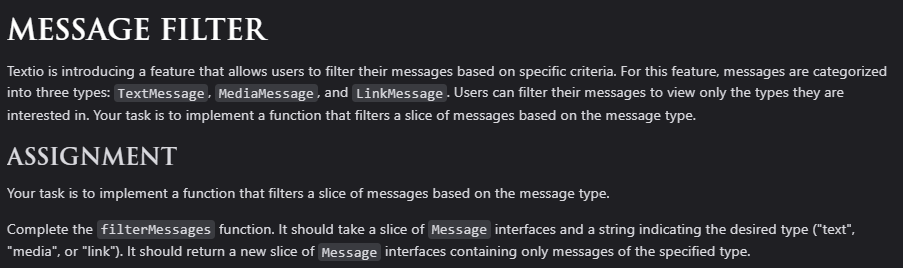 MESSAGE FILTER
Textio is introducing a feature that allows users to filter their messages based on specific criteria. For this feature, messages are categorized
into three types: TextMessage, MediaMessage, and LinkMessage. Users can filter their messages to view only the types they are
interested in. Your task is to implement a function that filters a slice of messages based on the message type.
ASSIGNMENT
Your task is to implement a function that filters a slice of messages based on the message type.
Complete the filterMessages function. It should take a slice of Message interfaces and a string indicating the desired type ("text",
"media", or "link"). It should return a new slice of Message interfaces containing only messages of the specified type.